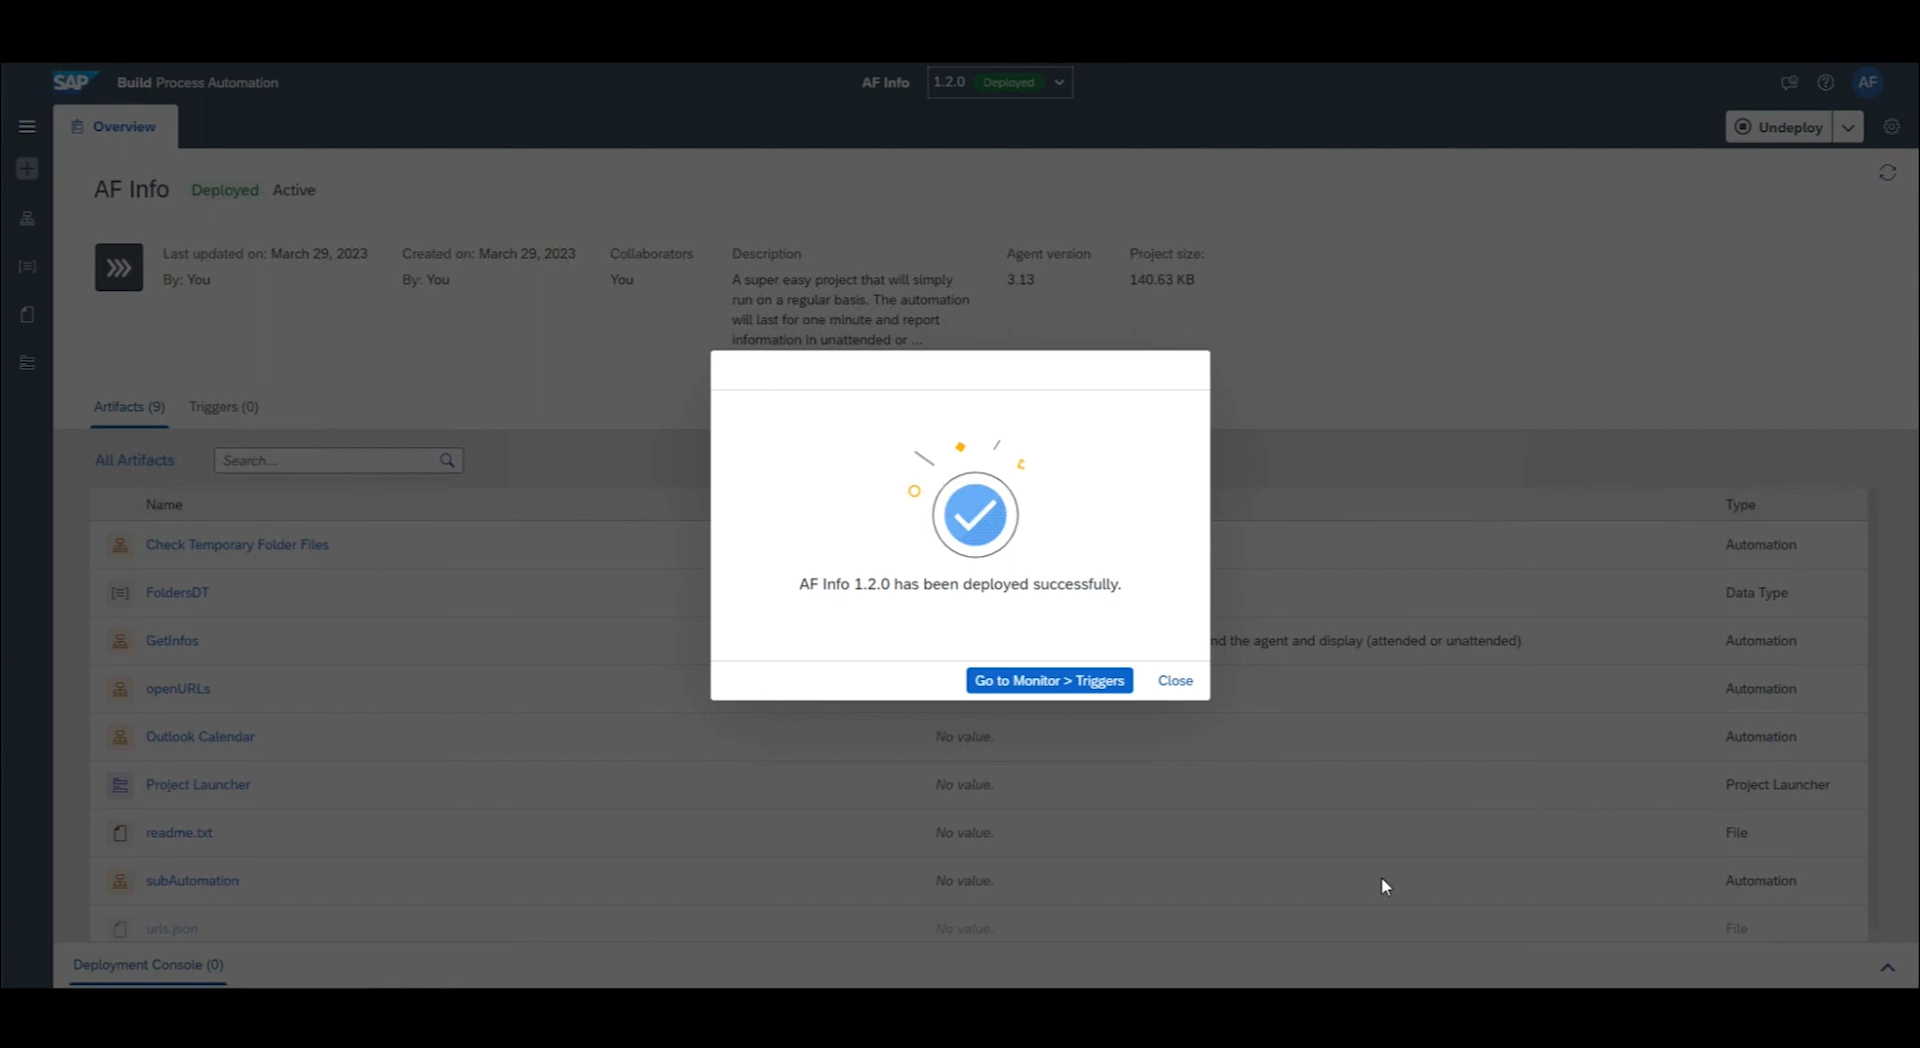 SAP Build Process Automation
AF Info 1.2.0 Deployed
AF
Overview
Undeploy
AF Info Deployed Active
Last updated on: March 29, 2023
By: You
Created on: March 29, 2023
By: You
Collaborators
You
Description
A super easy project that will simply
run on a regular basis. The automation
will last for one minute and report
information in unattended or ...
Agent version
3.13
Project size:
140.63 KB
Artifacts (9) Triggers (0)
All Artifacts Search...
Name Type
Check Temporary Folder Files Automation
FoldersDT Data Type
GetInfos nd the agent and display (attended or unattended) Automation
openURLs Automation
Outlook Calendar No value. Automation
Project Launcher No value. Project Launcher
readme.txt No value. File
subAutomation No value. Automation
urls.json No value. File
AF Info 1.2.0 has been deployed successfully.
Go to Monitor > Triggers Close
Deployment Console (0)